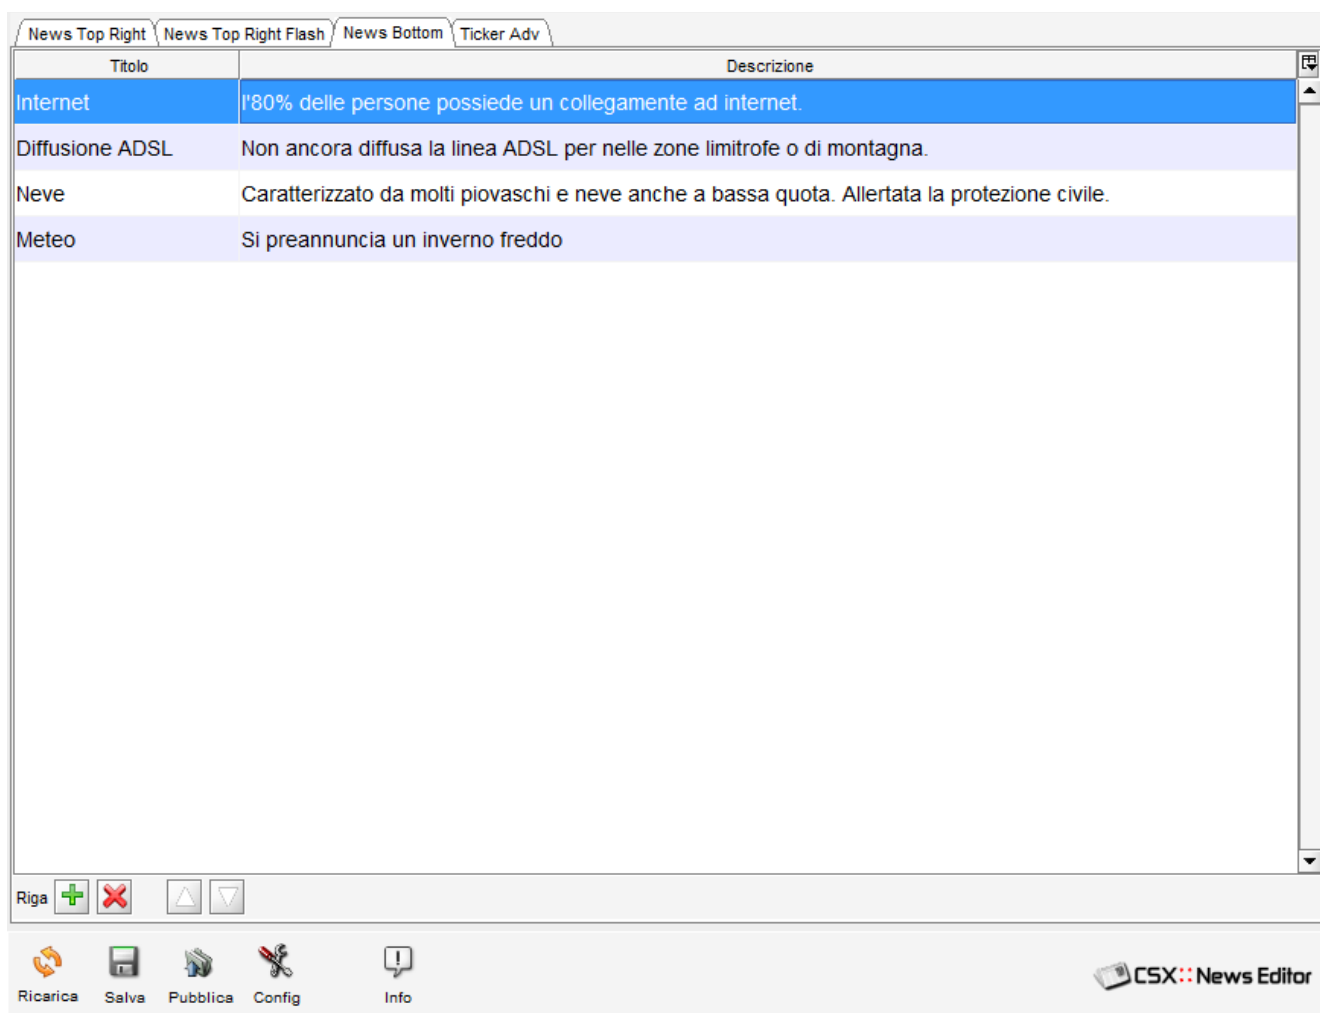 News Top Right News Top Right Flash News Bottom Ticker Adv
Titolo Descrizione
Internet l'80% delle persone possiede un collegamente ad internet.
Diffusione ADSL Non ancora diffusa la linea ADSL per nelle zone limitrofe o di montagna.
Neve Caratterizzato da molti piovaschi e neve anche a bassa quota. Allertata la protezione civile.
Meteo Si preannuncia un inverno freddo
Riga
Ricarica Salva Pubblica Config Info
CSX::News Editor